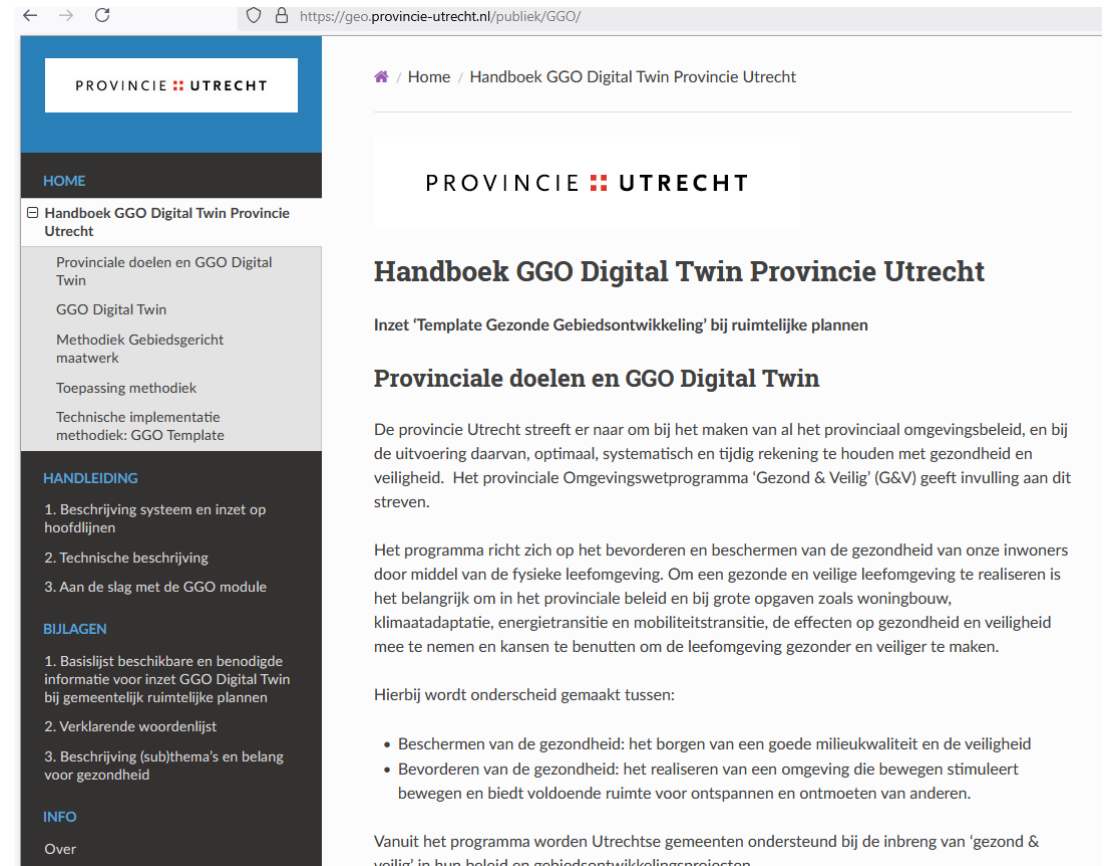 https://geo.provincie-utrecht.nl/publiek/GGO/
PROVINCIE UTRECHT
HOME
Handboek GGO Digital Twin Provincie
Utrecht
Provinciale doelen en GGO Digital
Twin
GGO Digital Twin
Methodiek Gebiedsgericht
maatwerk
Toepassing methodiek
Technische implementatie
methodiek: GGO Template
HANDLEIDING
1. Beschrijving systeem en inzet op
hoofdlijnen
2. Technische beschrijving
3. Aan de slag met de GGO module
BIJLAGEN
1. Basislijst beschikbare en benodigde
informatie voor inzet GGO Digital Twin
bij gemeentelijk ruimtelijke plannen
2. Verklarende woordenlijst
3. Beschrijving (sub)thema's en belang
voor gezondheid
INFO
Over
/ Home / Handboek GGO Digital Twin Provincie Utrecht
PROVINCIE UTRECHT
Handboek GGO Digital Twin Provincie Utrecht
Inzet ‘Template Gezonde Gebiedsontwikkeling’ bij ruimtelijke plannen
Provinciale doelen en GGO Digital Twin
De provincie Utrecht streeft er naar om bij het maken van al het provinciaal omgevingsbeleid, en bij
de uitvoering daarvan, optimaal, systematisch en tijdig rekening te houden met gezondheid en
veiligheid. Het provinciale Omgevingswetprogramma ‘Gezond & Veilig’ (G&V) geeft invulling aan dit
streven.
Het programma richt zich op het bevorderen en beschermen van de gezondheid van onze inwoners
door middel van de fysieke leefomgeving. Om een gezonde en veilige leefomgeving te realiseren is
het belangrijk om in het provinciale beleid en bij grote opgaven zoals woningbouw,
klimaatadaptatie, energietransitie en mobiliteitstransitie, de effecten op gezondheid en veiligheid
mee te nemen en kansen te benutten om de leefomgeving gezonder en veiliger te maken.
Hierbij wordt onderscheid gemaakt tussen:
• Beschermen van de gezondheid: het borgen van een goede milieukwaliteit en de veiligheid
• Bevorderen van de gezondheid: het realiseren van een omgeving die bewegen stimuleert
bewegen en biedt voldoende ruimte voor ontspannen en ontmoeten van anderen.
Vanuit het programma worden Utrechtse gemeenten ondersteund bij de inbreng van ‘gezond &
veilig’ in hun beleid en gebiedsontwikkelingsprojecten.